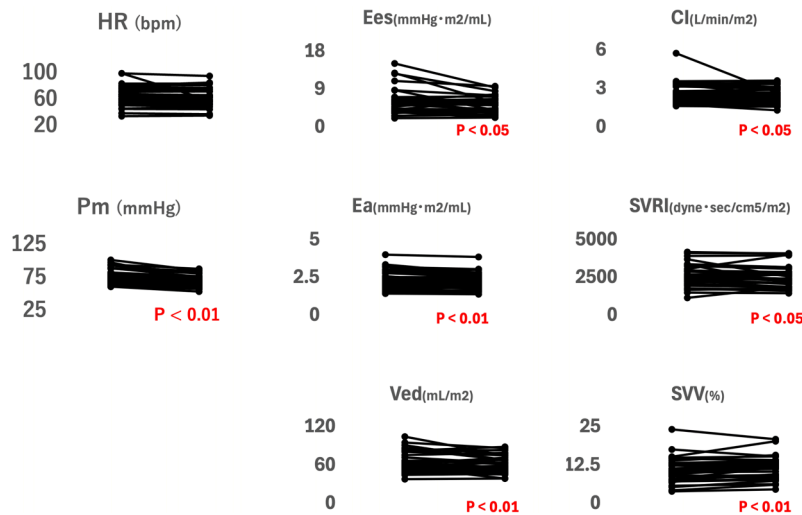 HR (bpm)
100
60
20
Ees(mmHg・m2/mL)
18
9
0
P < 0.05
CI(L/min/m2)
6
3
0
P < 0.05
Pm (mmHg)
125
75
25
P < 0.01
Ea(mmHg・m2/mL)
5
2.5
0
P < 0.01
SVRI(dyne・sec/cm5/m2)
5000
2500
0
P < 0.05
Ved(mL/m2)
120
60
0
P < 0.01
SVV(%)
25
12.5
0
P < 0.01